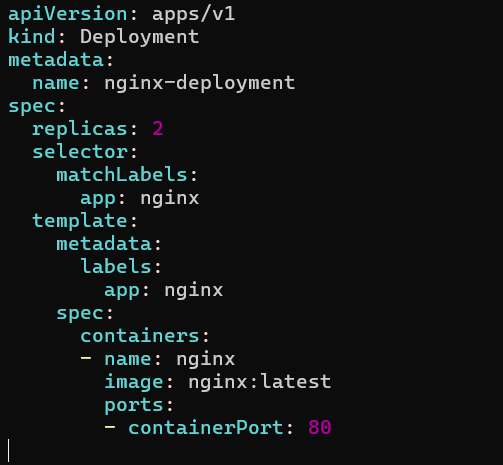 apiVersion: apps/v1
kind: Deployment
metadata:
  name: nginx-deployment
spec:
  replicas: 2
  selector:
    matchLabels:
      app: nginx
  template:
    metadata:
      labels:
        app: nginx
    spec:
      containers:
      - name: nginx
        image: nginx:latest
        ports:
        - containerPort: 80